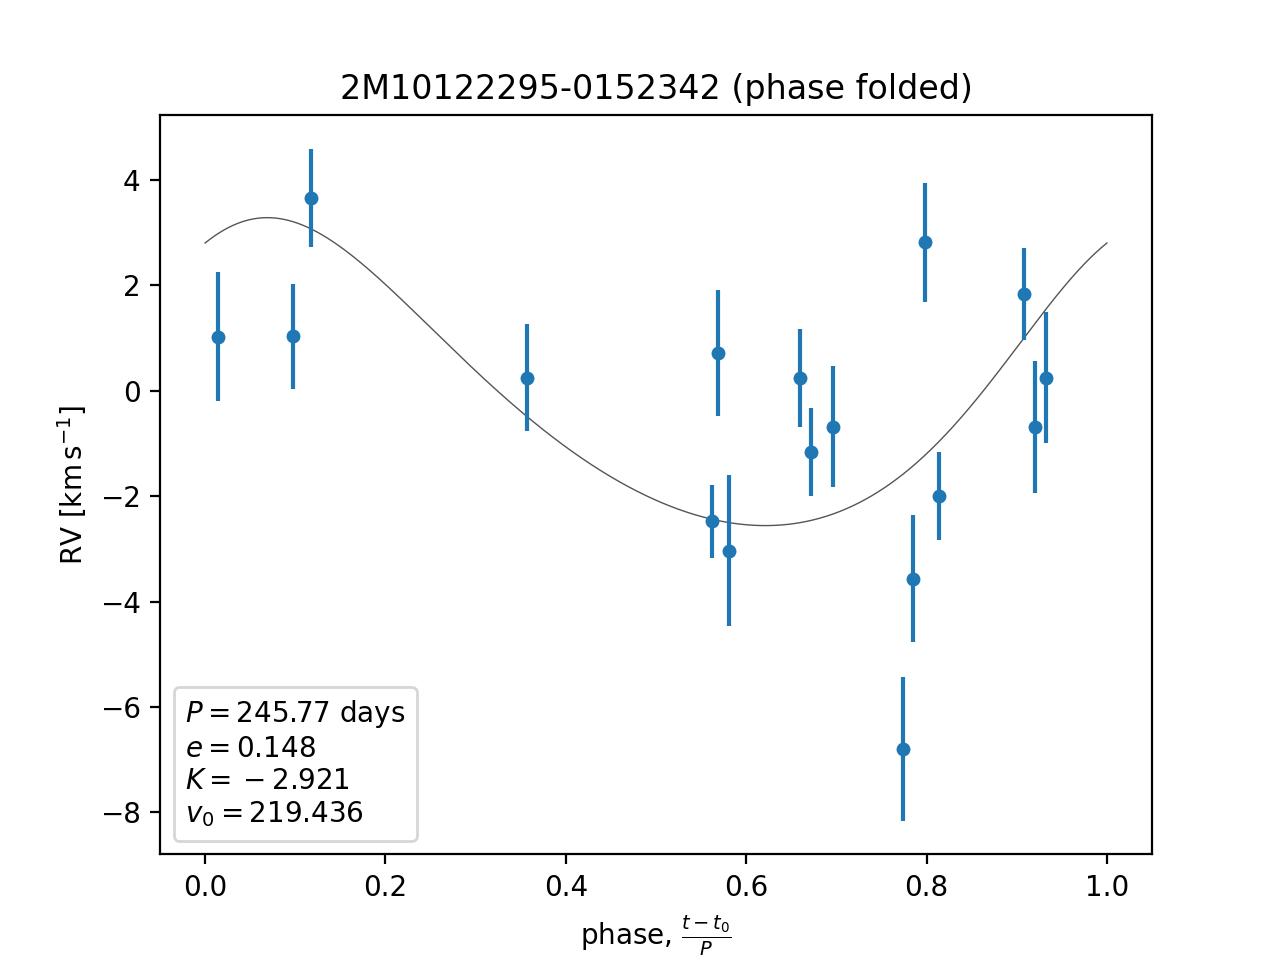 2M10122295-0152342 (phase folded)
RV [km s⁻¹]
4
2
0
−2
−4
−6
−8
P = 245.77 days
e = 0.148
K = −2.921
v₀ = 219.436
0.0 0.2 0.4 0.6 0.8 1.0
phase, (t − t₀)/P